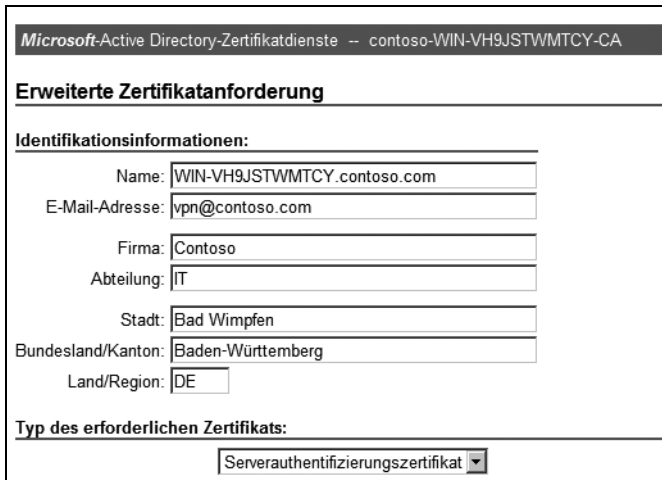 Microsoft-Active Directory-Zertifikatdienste -- contoso-WIN-VH9JSTWMTCY-CA
Erweiterte Zertifikatanforderung
Identifikationsinformationen:
Name: WIN-VH9JSTWMTCY.contoso.com
E-Mail-Adresse: vpn@contoso.com
Firma: Contoso
Abteilung: IT
Stadt: Bad Wimpfen
Bundesland/Kanton: Baden-Württemberg
Land/Region: DE
Typ des erforderlichen Zertifikats:
Serverauthentifizierungszertifikat